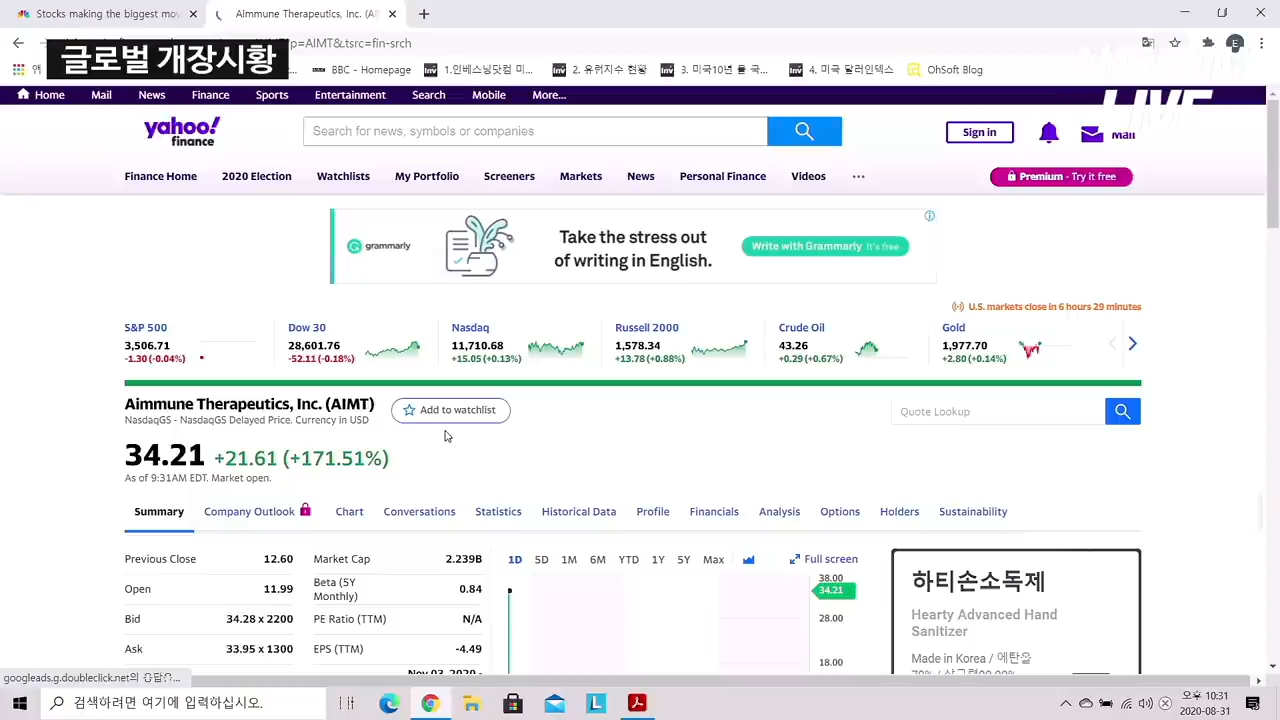 Stocks making the biggest mov
Aimmune Therapeutics, Inc. (AI
p=AIMT&.tsrc=fin-srch
글로벌 개장시황
LIVE
BBC - Homepage
1.인베스닝닷컴 미...
2. 유럽지수 현황
3. 미국10년 물 국...
4. 미국 달러인덱스
OhSoft Blog
Home Mail News Finance Sports Entertainment Search Mobile More...
yahoo! finance
Search for news, symbols or companies
Sign in
Mail
Finance Home 2020 Election Watchlists My Portfolio Screeners Markets News Personal Finance Videos ...
Premium - Try it free
grammarly
Take the stress out
of writing in English.
Write with Grammarly It's free
U.S. markets close in 6 hours 29 minutes
S&P 500 Dow 30 Nasdaq Russell 2000 Crude Oil Gold
3,506.71 28,601.76 11,710.68 1,578.34 43.26 1,977.70
-1.30 (-0.04%) -52.11 (-0.18%) +15.05 (+0.13%) +13.78 (+0.88%) +0.29 (+0.67%) +2.80 (+0.14%)
Aimmune Therapeutics, Inc. (AIMT)
Add to watchlist
Quote Lookup
NasdaqGS - NasdaqGS Delayed Price. Currency in USD
34.21 +21.61 (+171.51%)
As of 9:31AM EDT. Market open.
Summary Company Outlook Chart Conversations Statistics Historical Data Profile Financials Analysis Options Holders Sustainability
Previous Close 12.60
Open 11.99
Bid 34.28 x 2200
Ask 33.95 x 1300
Market Cap 2.239B
Beta (5Y
Monthly) 0.84
PE Ratio (TTM) N/A
EPS (TTM) -4.49
Nov 03, 2020 -
1D 5D 1M 6M YTD 1Y 5Y Max
Full screen
38.00
34.21
28.00
18.00
하티손소독제
Hearty Advanced Hand
Sanitizer
Made in Korea / 에탄올
googleads.g.doubleclick.net의 응답을...
검색하려면 여기에 입력하십시오.
오후 10:31
2020-08-31